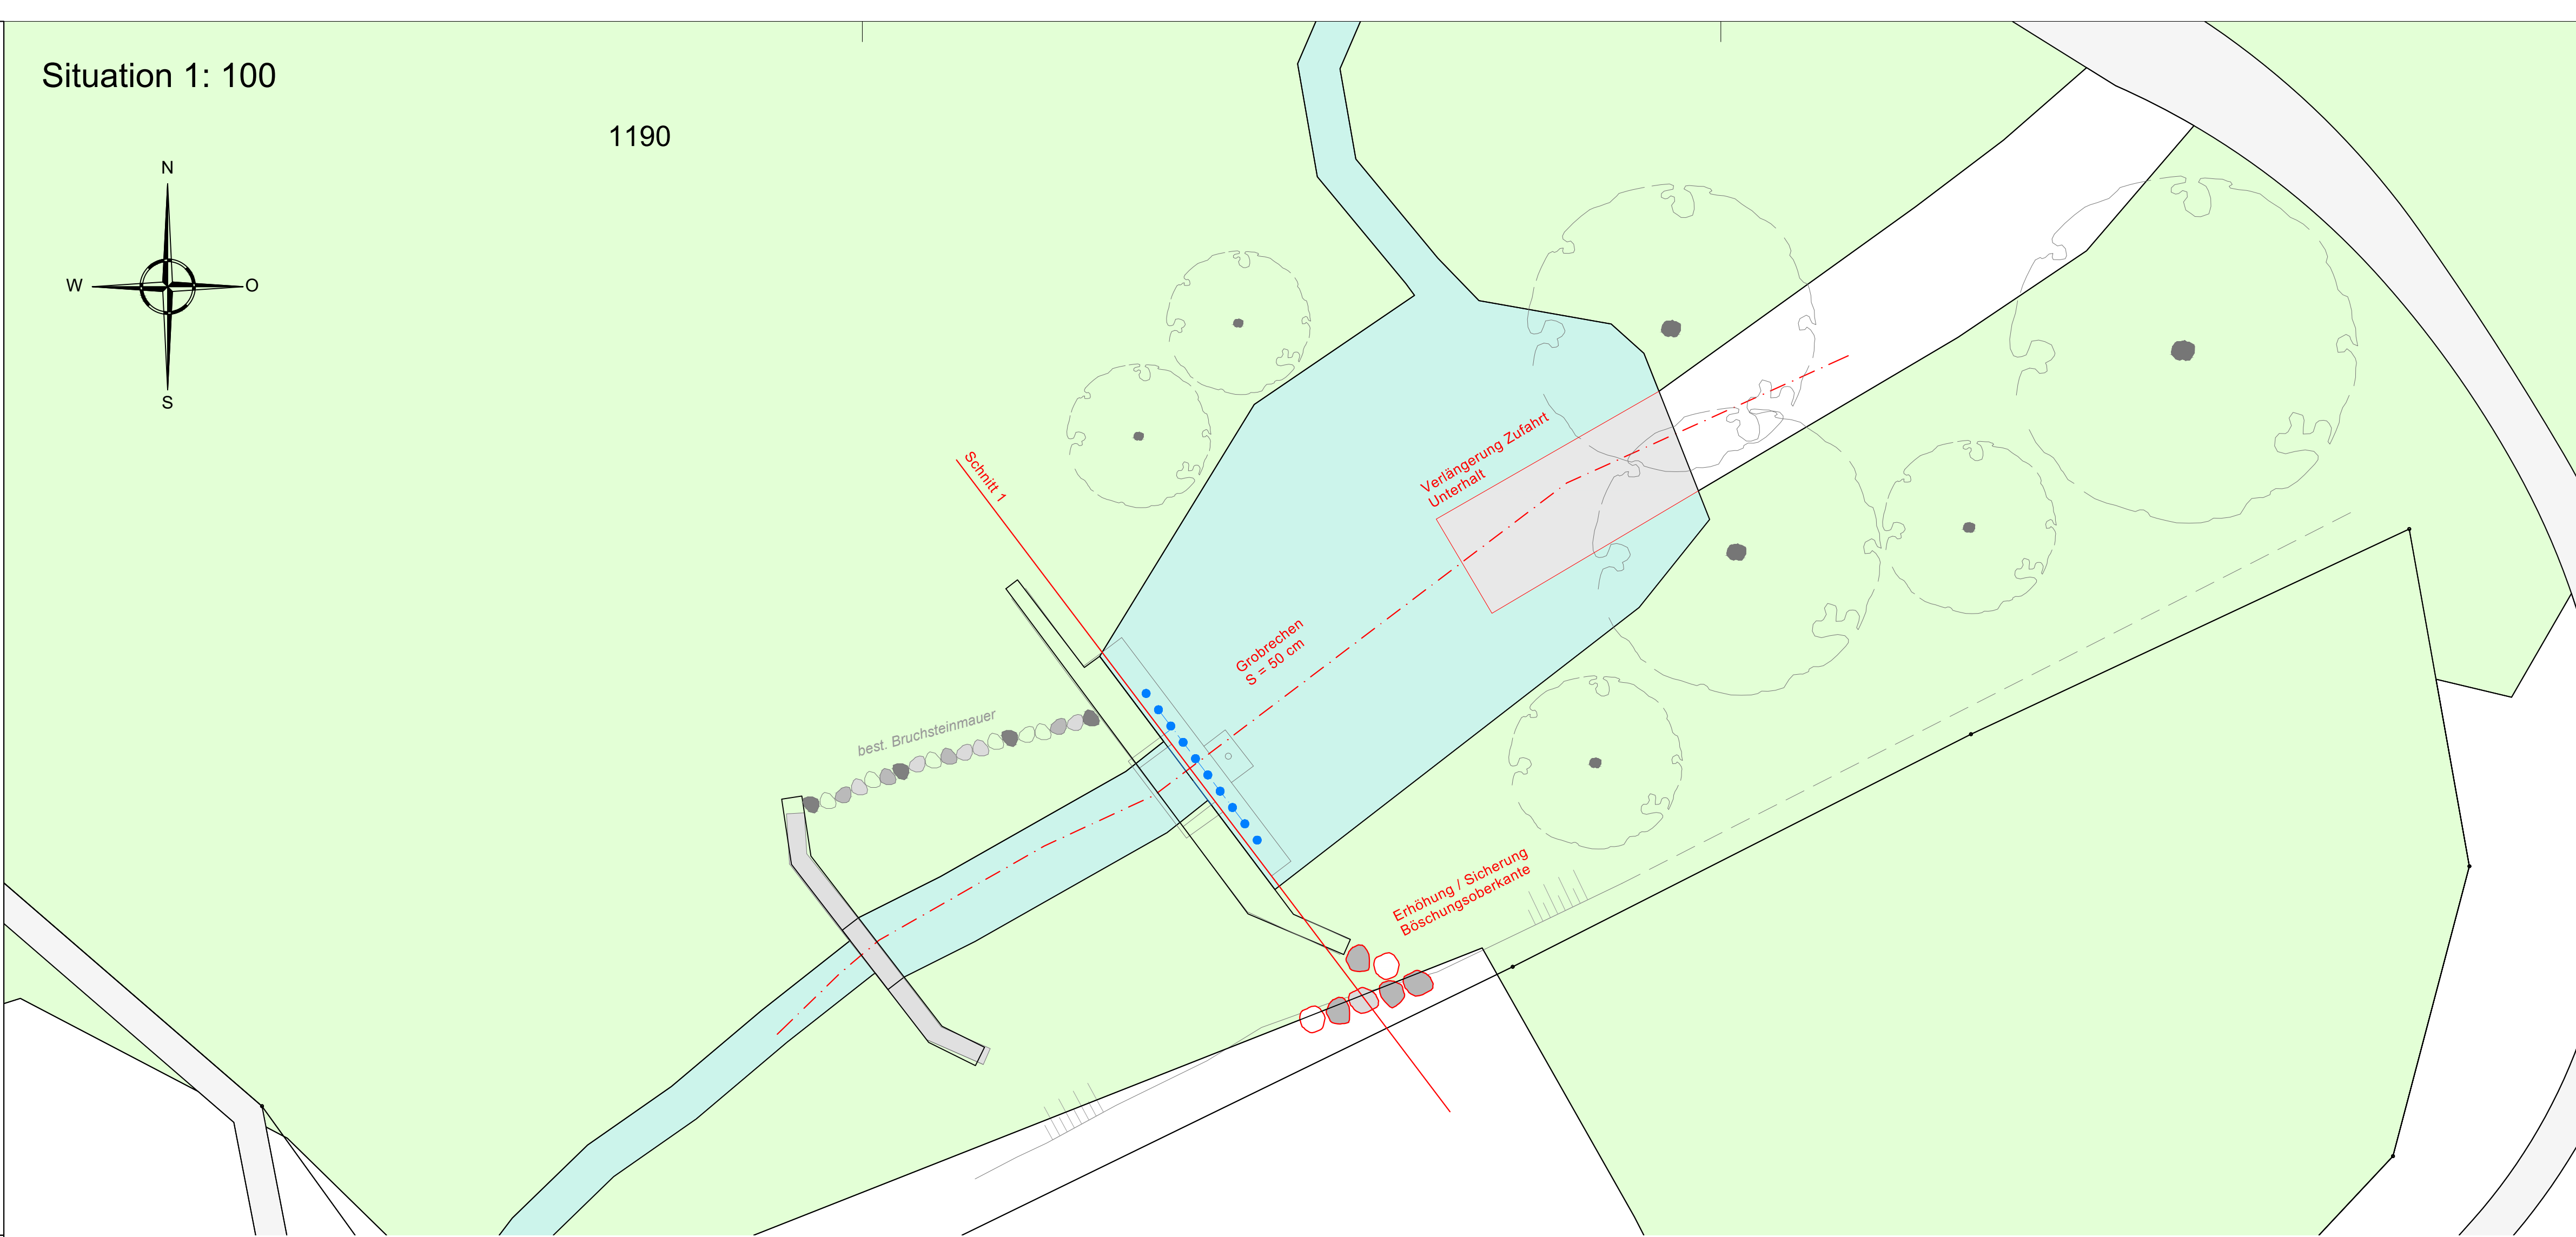 Situation 1: 100
1190
N
W
O
S
Schnitt 1
Verlängerung Zufahrt
Unterhalt
Grobrechen
S = 50 cm
best. Bruchsteinmauer
Erhöhung / Sicherung
Böschungsoberkante